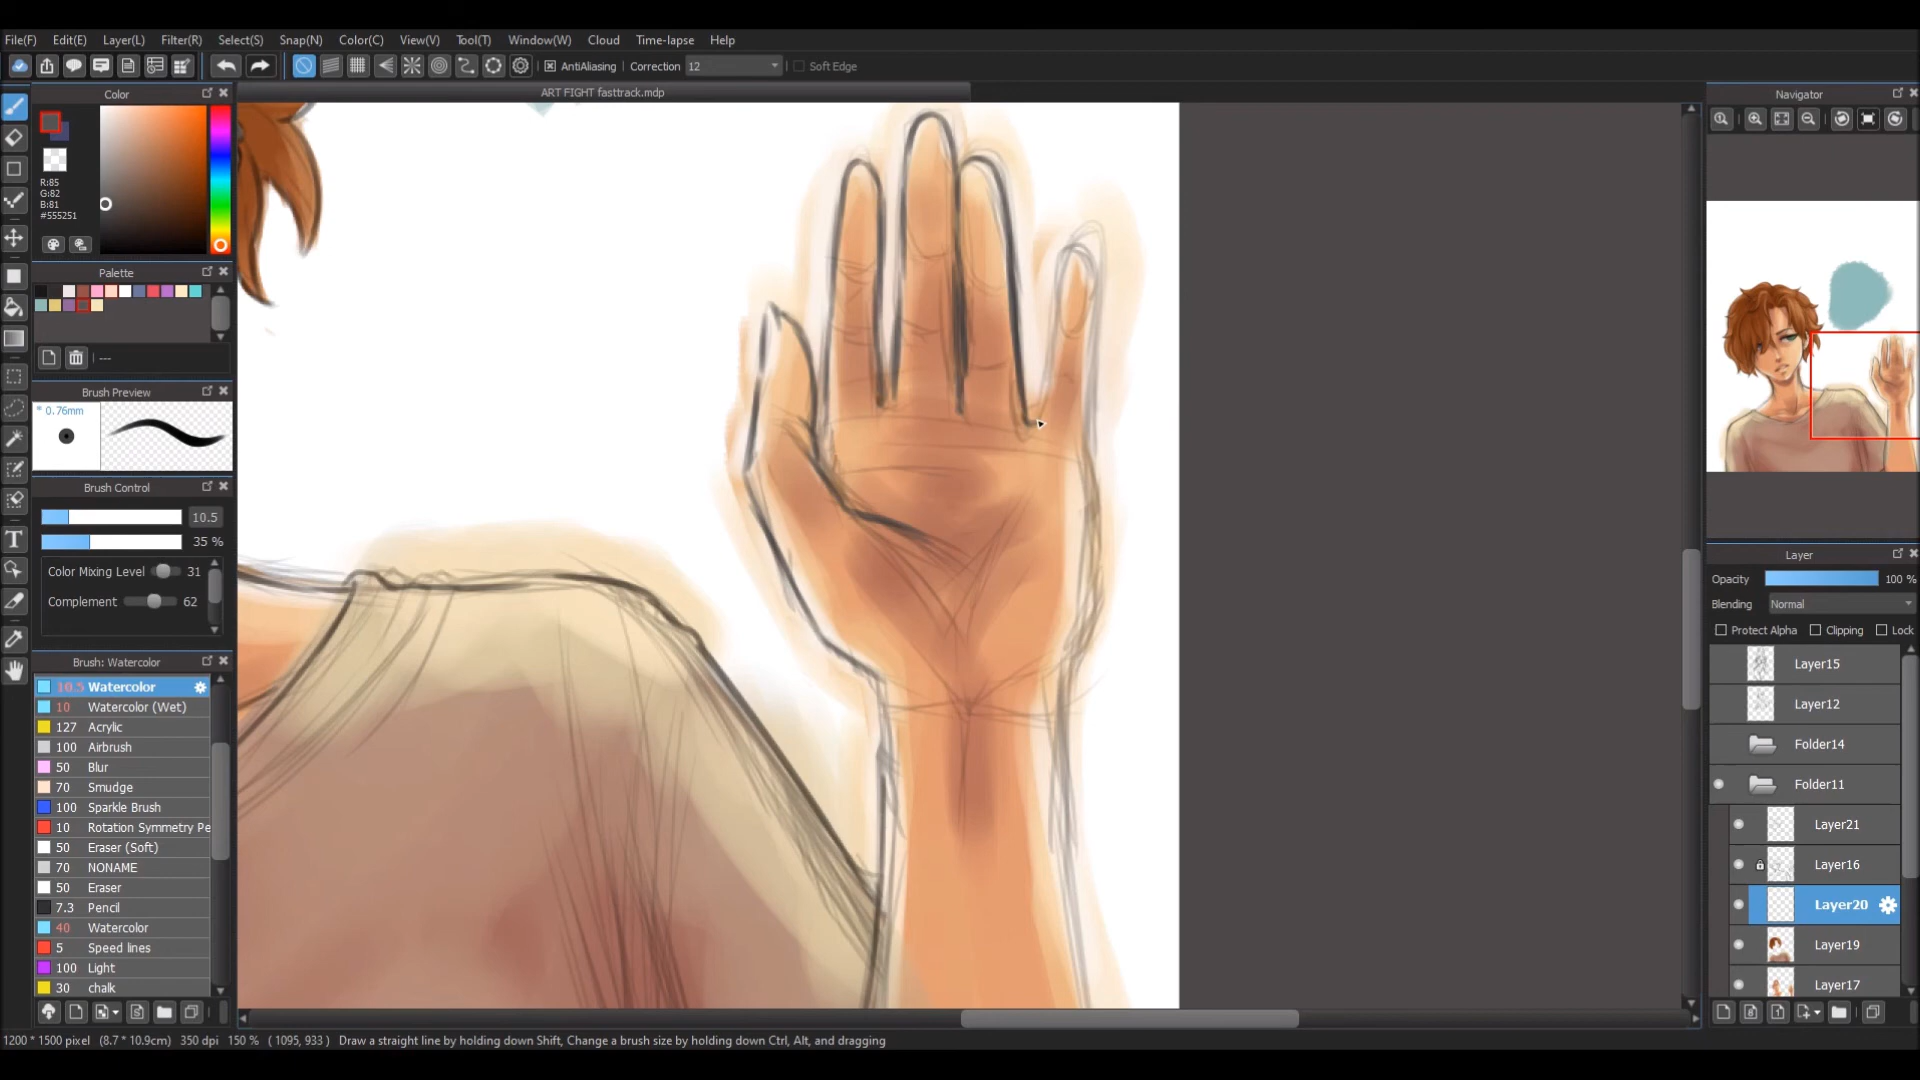 File(F) Edit(E) Layer(L) Filter(R) Select(S) Snap(N) Color(C) View(V) Tool(T) Window(W) Cloud Time-lapse Help
AntiAliasing Correction 12 Soft Edge
Color
R:85
G:82
B:81
#555251
Palette
---
Brush Preview
* 0.76mm
Brush Control
10.5
35 %
Color Mixing Level 31
Complement 62
Brush: Watercolor
10.5 Watercolor
10 Watercolor (Wet)
127 Acrylic
100 Airbrush
50 Blur
70 Smudge
100 Sparkle Brush
10 Rotation Symmetry Pe
50 Eraser (Soft)
70 NONAME
50 Eraser
7.3 Pencil
40 Watercolor
5 Speed lines
100 Light
30 chalk
ART FIGHT fasttrack.mdp
Navigator
Layer
Opacity 100 %
Blending Normal
Protect Alpha Clipping Lock
Layer15
Layer12
Folder14
Folder11
Layer21
Layer16
Layer20
Layer19
Layer17
1200 * 1500 pixel (8.7 * 10.9cm) 350 dpi 150 % ( 1095, 933 ) Draw a straight line by holding down Shift, Change a brush size by holding down Ctrl, Alt, and dragging